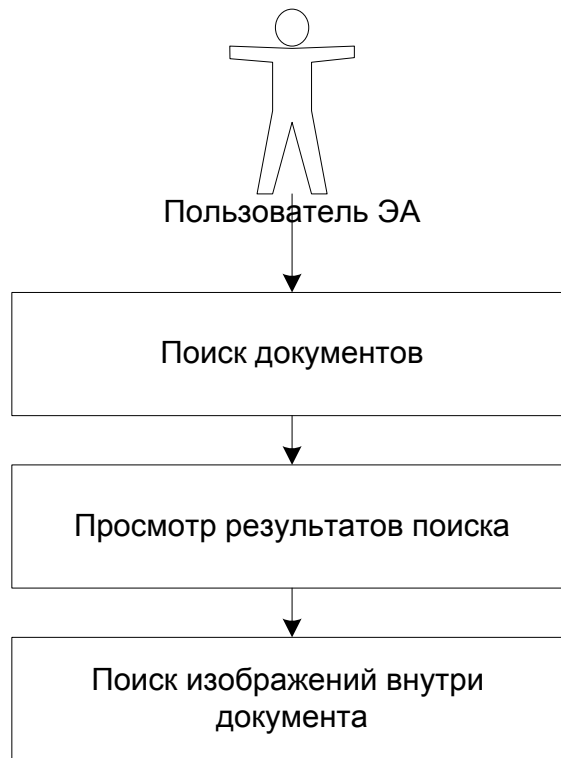 Пользователь ЭА
Поиск документов
Просмотр результатов поиска
Поиск изображений внутри
документа